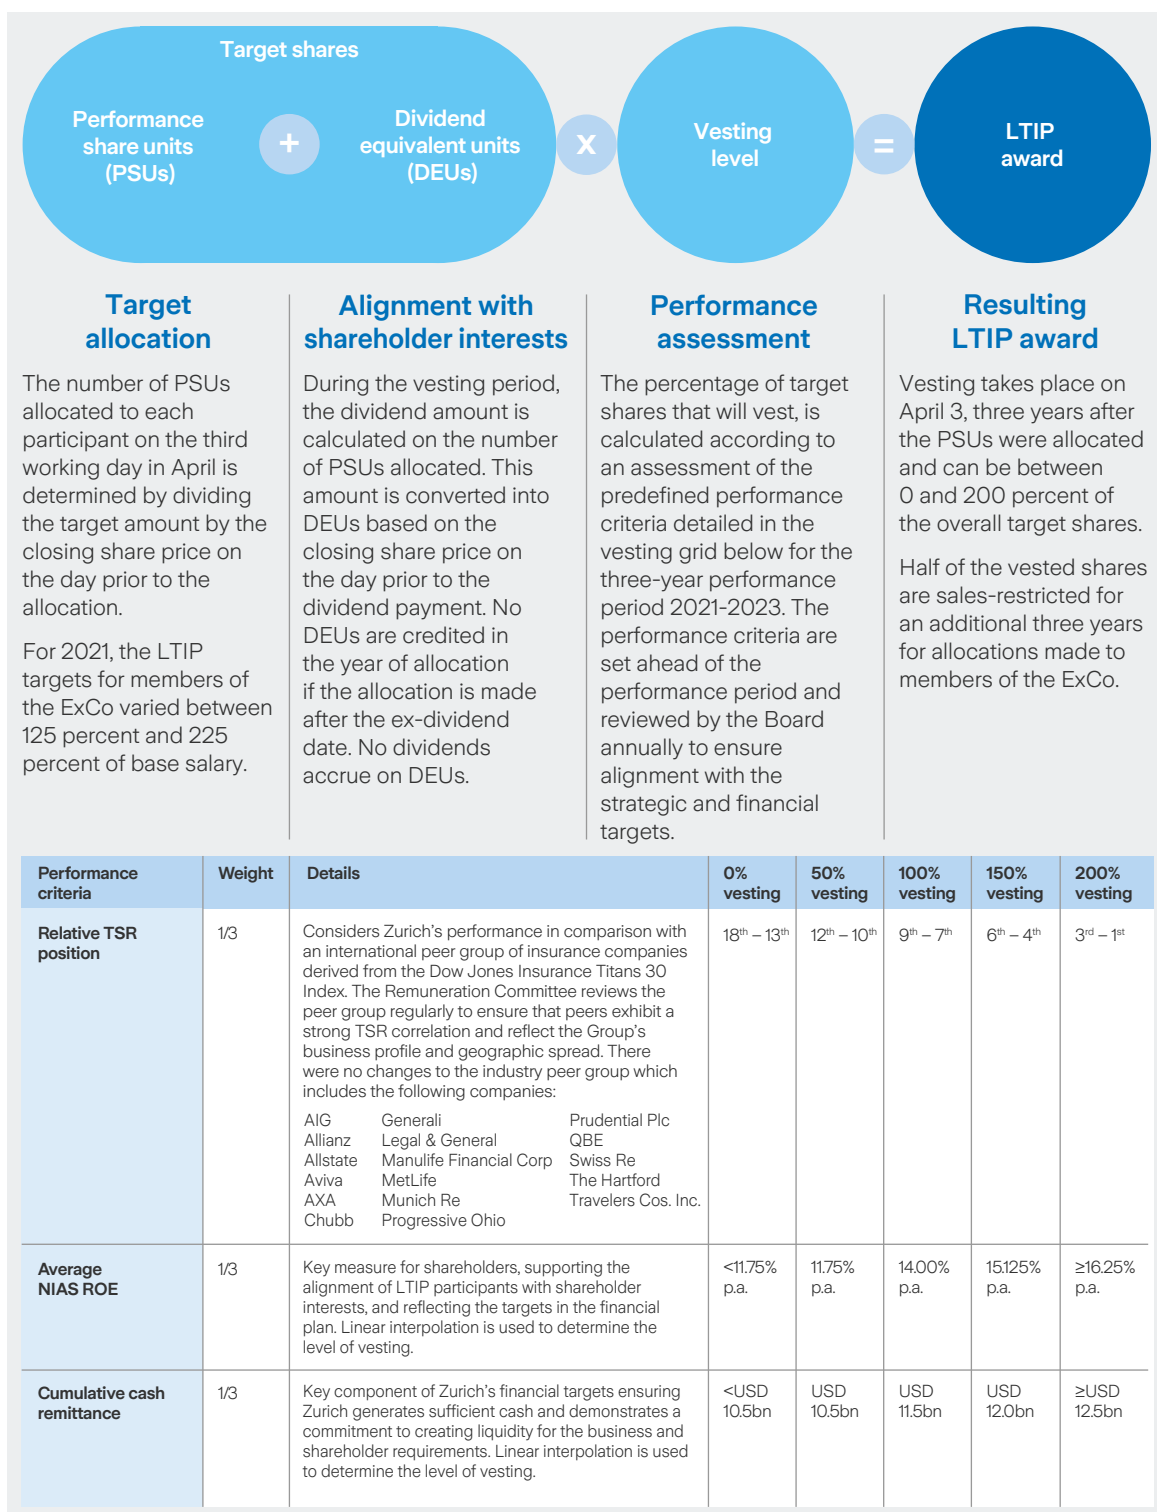 Target shares
Performance
share units
(PSUs)
+
Dividend
equivalent units
(DEUs)
x
Vesting
level
=
LTIP
award
Target
allocation
The number of PSUs
allocated to each
participant on the third
working day in April is
determined by dividing
the target amount by the
closing share price on
the day prior to the
allocation.
For 2021, the LTIP
targets for members of
the ExCo varied between
125 percent and 225
percent of base salary.
Alignment with
shareholder interests
During the vesting period,
the dividend amount is
calculated on the number
of PSUs allocated. This
amount is converted into
DEUs based on the
closing share price on
the day prior to the
dividend payment. No
DEUs are credited in
the year of allocation
if the allocation is made
after the ex-dividend
date. No dividends
accrue on DEUs.
Performance
assessment
The percentage of target
shares that will vest, is
calculated according to
an assessment of the
predefined performance
criteria detailed in the
vesting grid below for the
three-year performance
period 2021-2023. The
performance criteria are
set ahead of the
performance period and
reviewed by the Board
annually to ensure
alignment with the
strategic and financial
targets.
Resulting
LTIP award
Vesting takes place on
April 3, three years after
the PSUs were allocated
and can be between
0 and 200 percent of
the overall target shares.
Half of the vested shares
are sales-restricted for
an additional three years
for allocations made to
members of the ExCo.
Performance
criteria
Weight
Details
0%
vesting
50%
vesting
100%
vesting
150%
vesting
200%
vesting
Relative TSR
position
1/3
Considers Zurich's performance in comparison with
an international peer group of insurance companies
derived from the Dow Jones Insurance Titans 30
Index. The Remuneration Committee reviews the
peer group regularly to ensure that peers exhibit a
strong TSR correlation and reflect the Group's
business profile and geographic spread. There
were no changes to the industry peer group which
includes the following companies:
AIG Generali Prudential Plc
Allianz Legal & General QBE
Allstate Manulife Financial Corp Swiss Re
Aviva MetLife The Hartford
AXA Munich Re Travelers Cos. Inc.
Chubb Progressive Ohio
18th – 13th
12th – 10th
9th – 7th
6th – 4th
3rd – 1st
Average
NIAS ROE
1/3
Key measure for shareholders, supporting the
alignment of LTIP participants with shareholder
interests, and reflecting the targets in the financial
plan. Linear interpolation is used to determine the
level of vesting.
<11.75%
p.a.
11.75%
p.a.
14.00%
p.a.
15.125%
p.a.
≥16.25%
p.a.
Cumulative cash
remittance
1/3
Key component of Zurich's financial targets ensuring
Zurich generates sufficient cash and demonstrates a
commitment to creating liquidity for the business and
shareholder requirements. Linear interpolation is used
to determine the level of vesting.
<USD
10.5bn
USD
10.5bn
USD
11.5bn
USD
12.0bn
≥USD
12.5bn